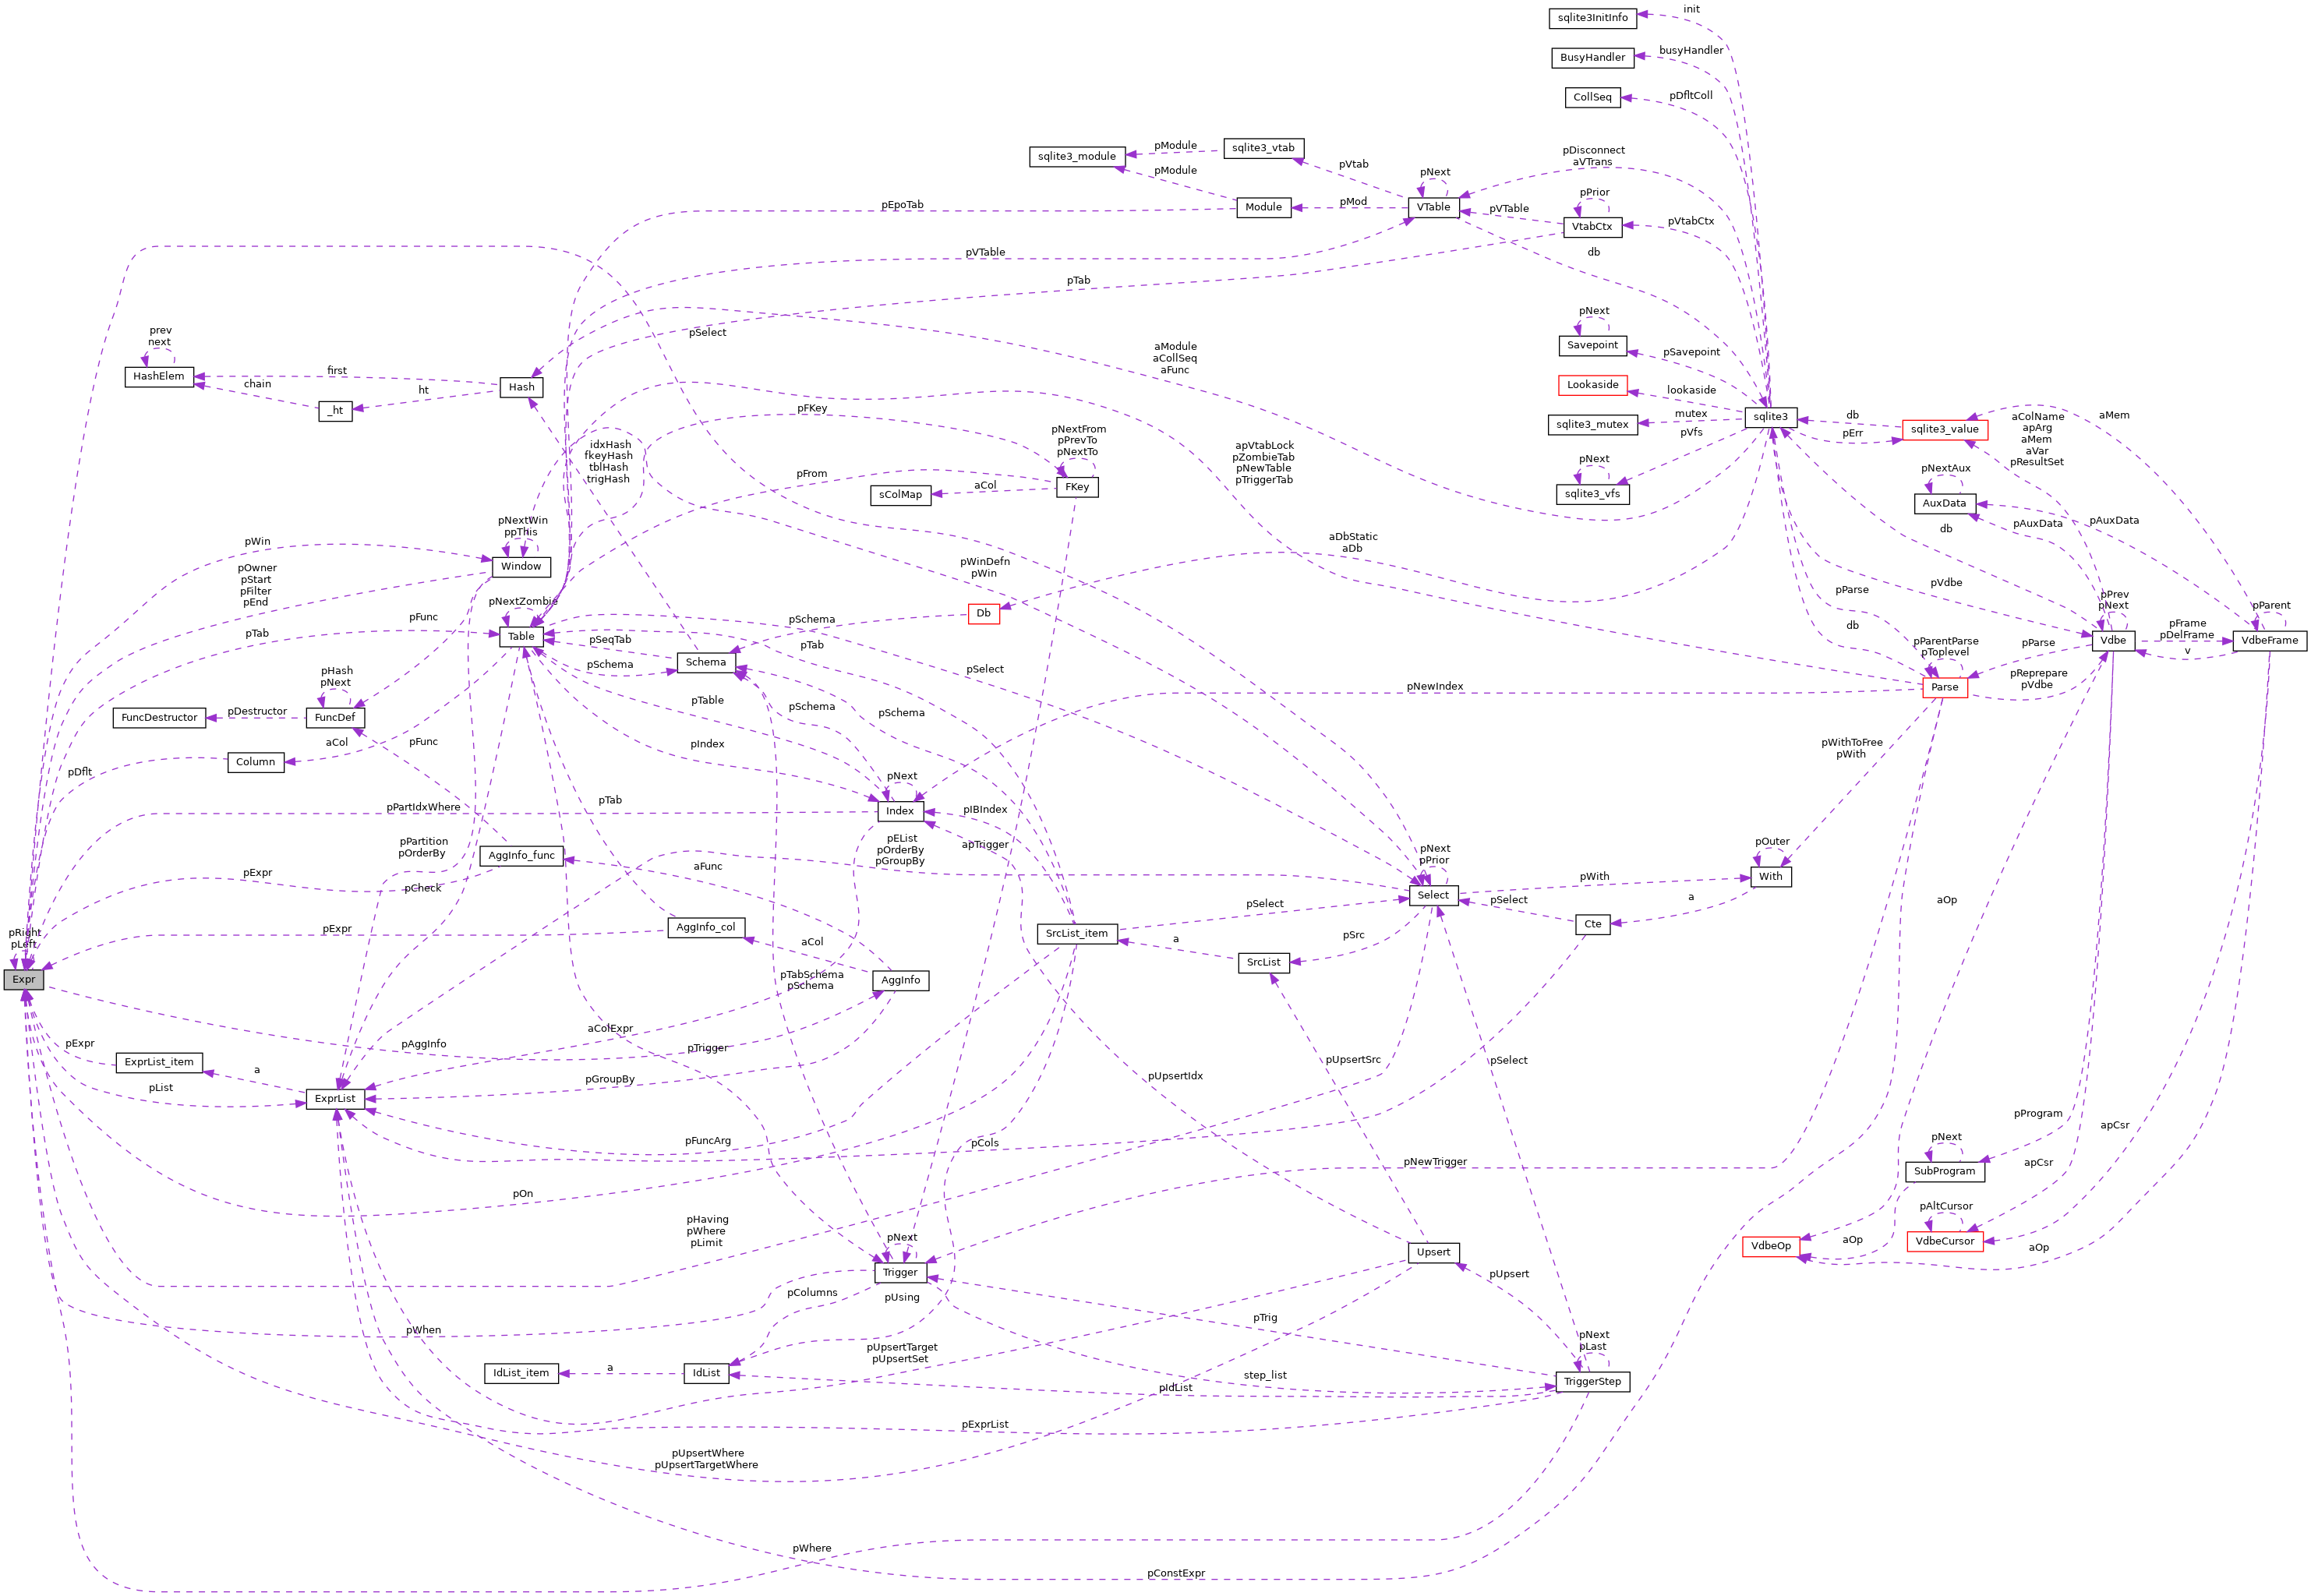 init
sqlite3InitInfo
busyHandler
BusyHandler
pDfltColl
CollSeq
sqlite3_module
pModule
sqlite3_vtab
pModule
pVtab
pNext
pDisconnect
aVTrans
pEpoTab
Module
pMod
VTable
pVTable
pPrior
VtabCtx
pVtabCtx
pVTable
db
pTab
prev
next
HashElem
first
chain
_ht
ht
Hash
pSelect
aModule
aCollSeq
aFunc
pNext
Savepoint
pSavepoint
Lookaside
lookaside
sqlite3_mutex
mutex
sqlite3
pVfs
pNext
sqlite3_vfs
db
pErr
sqlite3_value
aColName
apArg
aMem
aVar
pResultSet
aMem
pFKey
idxHash
fkeyHash
tblHash
trigHash
pFrom
pNextFrom
pPrevTo
pNextTo
FKey
aCol
sColMap
apVtabLock
pZombieTab
pNewTable
pTriggerTab
pNextAux
AuxData
pAuxData
pAuxData
db
pWin
pNextWin
ppThis
Window
pOwner
pStart
pFilter
pEnd
pWinDefn
pWin
aDbStatic
aDb
Db
pParse
pVdbe
db
pPrev
pNext
Vdbe
pFrame
pDelFrame
v
pParent
VdbeFrame
pFunc
pTab
pNextZombie
Table
pSeqTab
pSchema
Schema
pSchema
pTab
pSelect
pParentParse
pToplevel
Parse
pParse
pReprepare
pVdbe
pHash
pNext
FuncDef
pDestructor
FuncDestructor
pTable
pSchema
pSchema
pNewIndex
pFunc
aCol
Column
pDflt
pIndex
pNext
Index
pIBIndex
pWithToFree
pWith
pPartIdxWhere
pTab
pPartition
pOrderBy
AggInfo_func
pEList
pOrderBy
pGroupBy
apTrigger
pNext
pPrior
Select
pWith
pOuter
With
a
pExpr
pCheck
aFunc
pSelect
pSelect
Cte
aOp
pRight
pLeft
Expr
pExpr
AggInfo_col
aCol
SrcList_item
a
pSrc
SrcList
AggInfo
pTabSchema
pSchema
aColExpr
pAggInfo
pTrigger
pExpr
ExprList_item
a
pList
ExprList
pGroupBy
pUpsertIdx
pUpsertSrc
pSelect
pFuncArg
pCols
pProgram
apCsr
pNext
SubProgram
apCsr
pNewTrigger
pOn
pHaving
pWhere
pLimit
pNext
Trigger
Upsert
pUpsert
VdbeOp
aOp
pAltCursor
VdbeCursor
aOp
pColumns
pUsing
pWhen
pTrig
pUpsertTarget
pUpsertSet
pNext
pLast
TriggerStep
IdList_item
a
IdList
step_list
pIdList
pExprList
pUpsertWhere
pUpsertTargetWhere
pWhere
pConstExpr